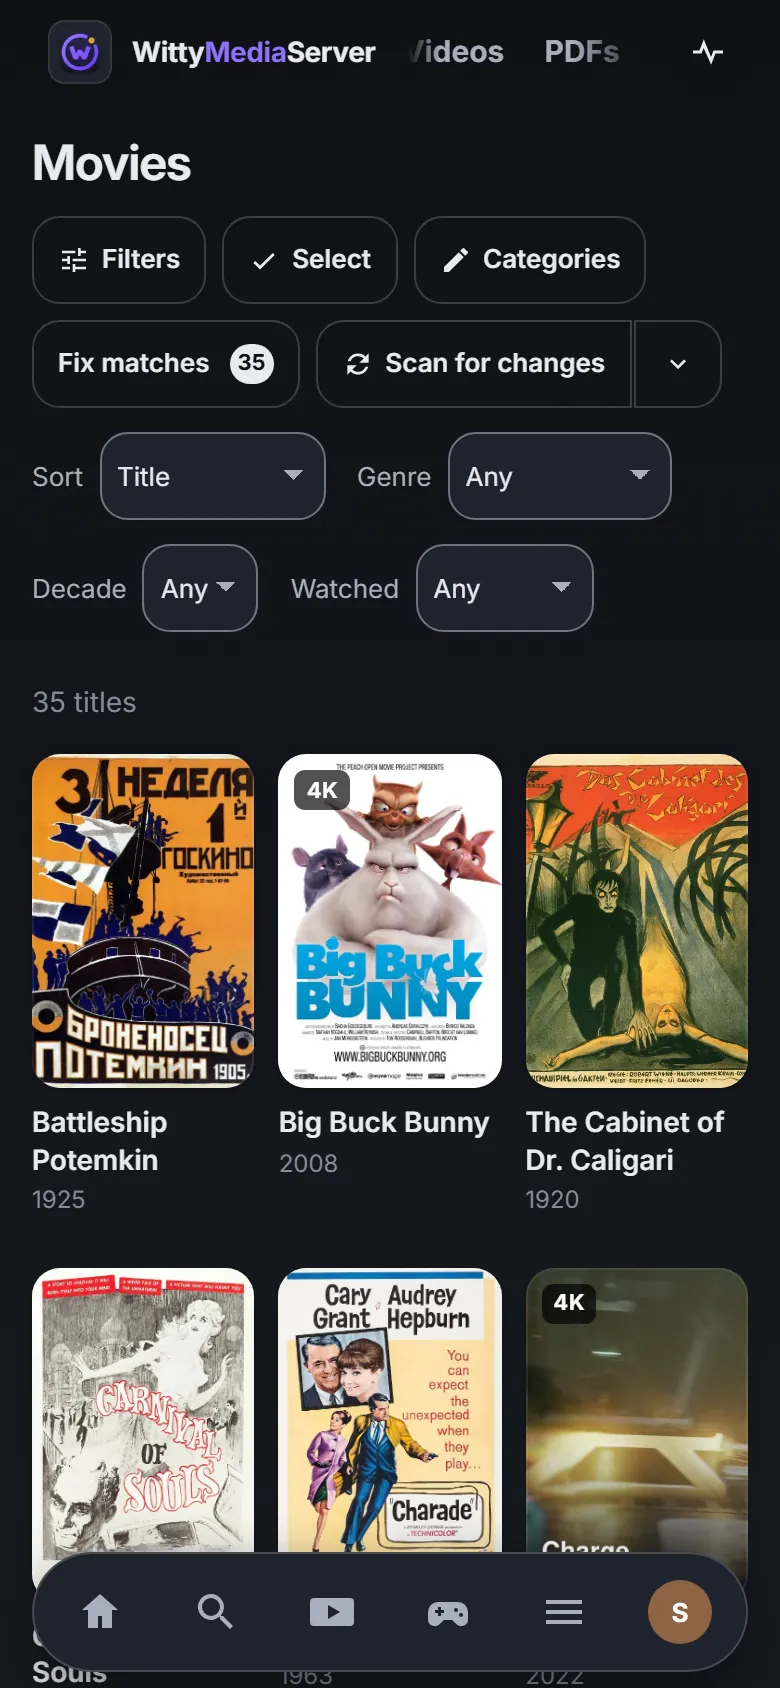 WittyMediaServer
Videos
PDFs
Movies
Filters
Select
Categories
Fix matches 35
Scan for changes
Sort Title
Genre Any
Decade Any
Watched Any
35 titles
3 НЕДЕЛЯ
1й
ГОСКИНО
Художественный
БРОНЕНОСЕЦ
ПОТЕМКИН 1905
Battleship
Potemkin
1925
4K
THE PEACH OPEN MOVIE PROJECT PRESENTS
Big Buck
BUNNY
WWW.BIGBUCKBUNNY.ORG
Big Buck Bunny
2008
Das Cabinet des
Dr. Caligari
The Cabinet of
Dr. Caligari
1920
CARNIVAL
OF
SOULS
Souls
Cary Grant
Audrey Hepburn
You
can
expect
the
unexpected
when
they
play...
"Charade"
TECHNICOLOR
1963
4K
Charge
2022
S